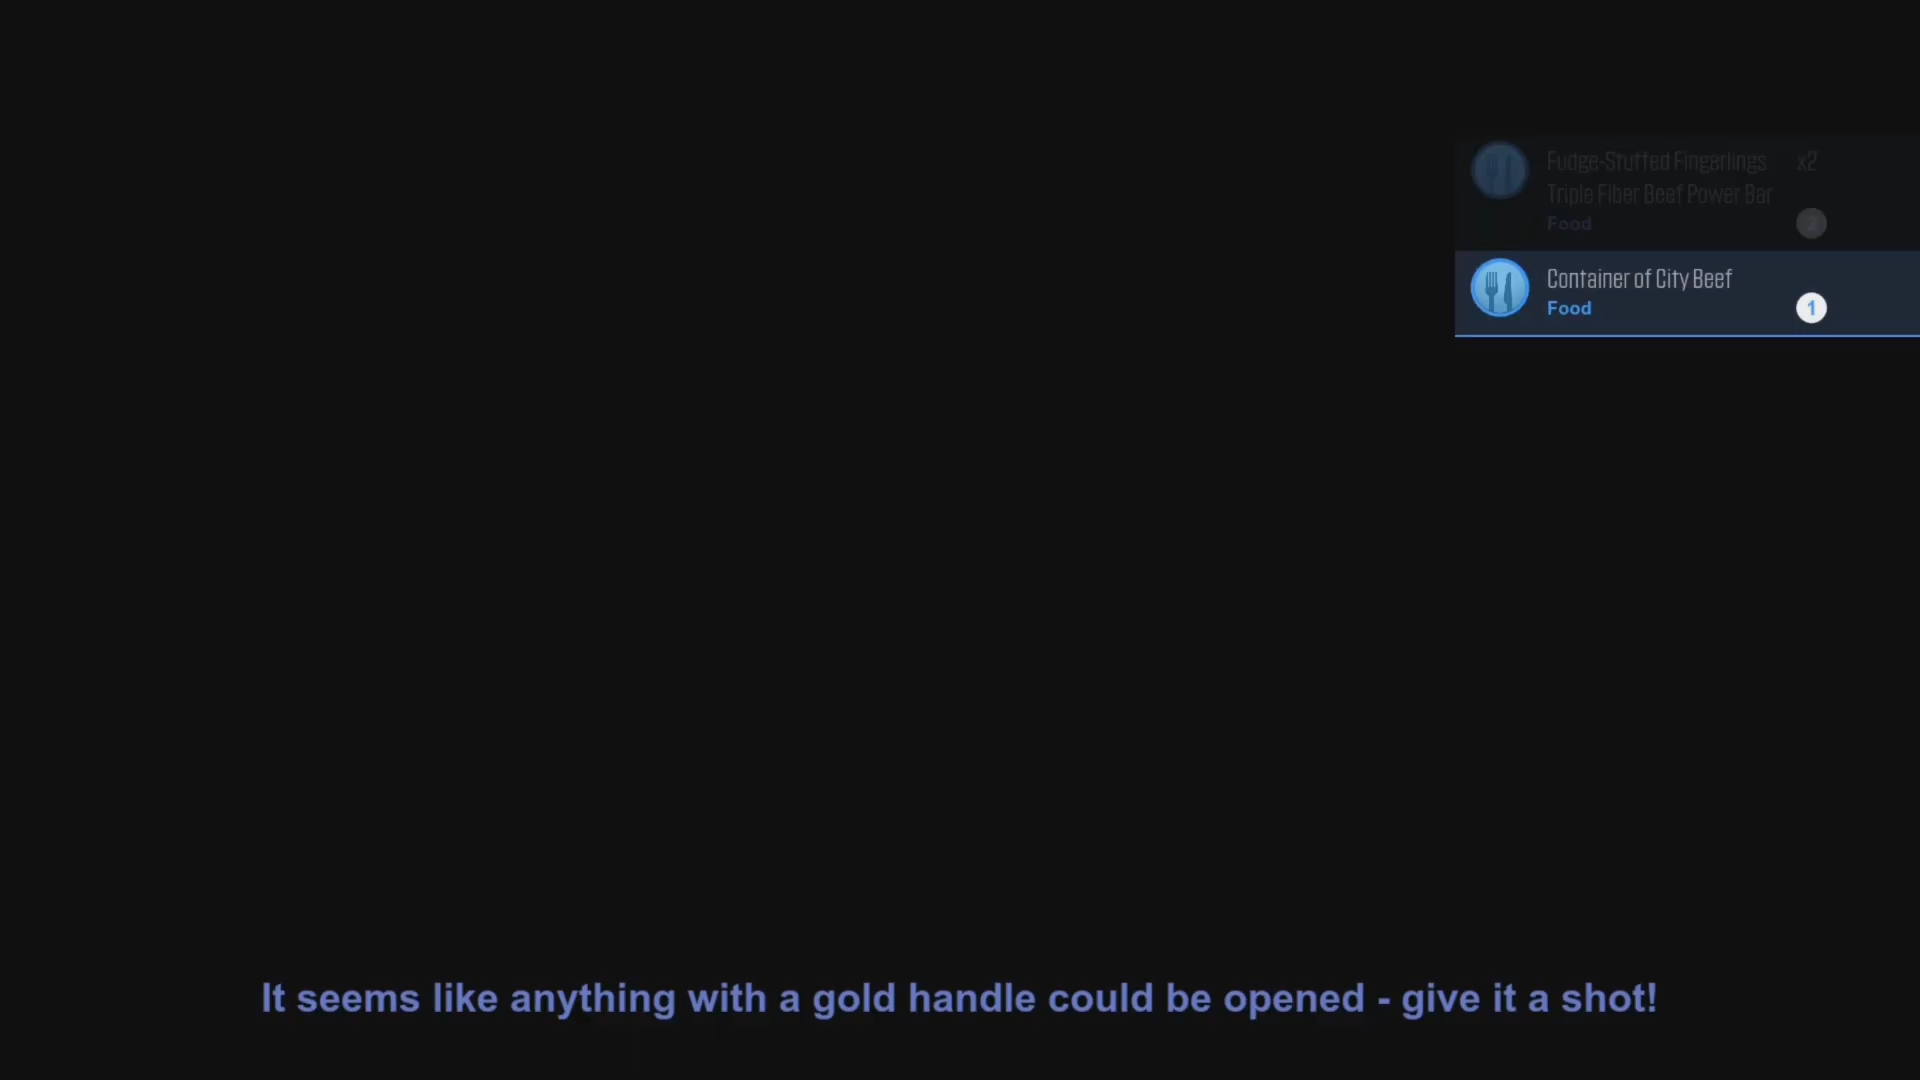 Fudge-Stuffed Fingerlings x2
Triple Fiber Beef Power Bar
Food 2
Container of City Beef
Food 1
It seems like anything with a gold handle could be opened - give it a shot!